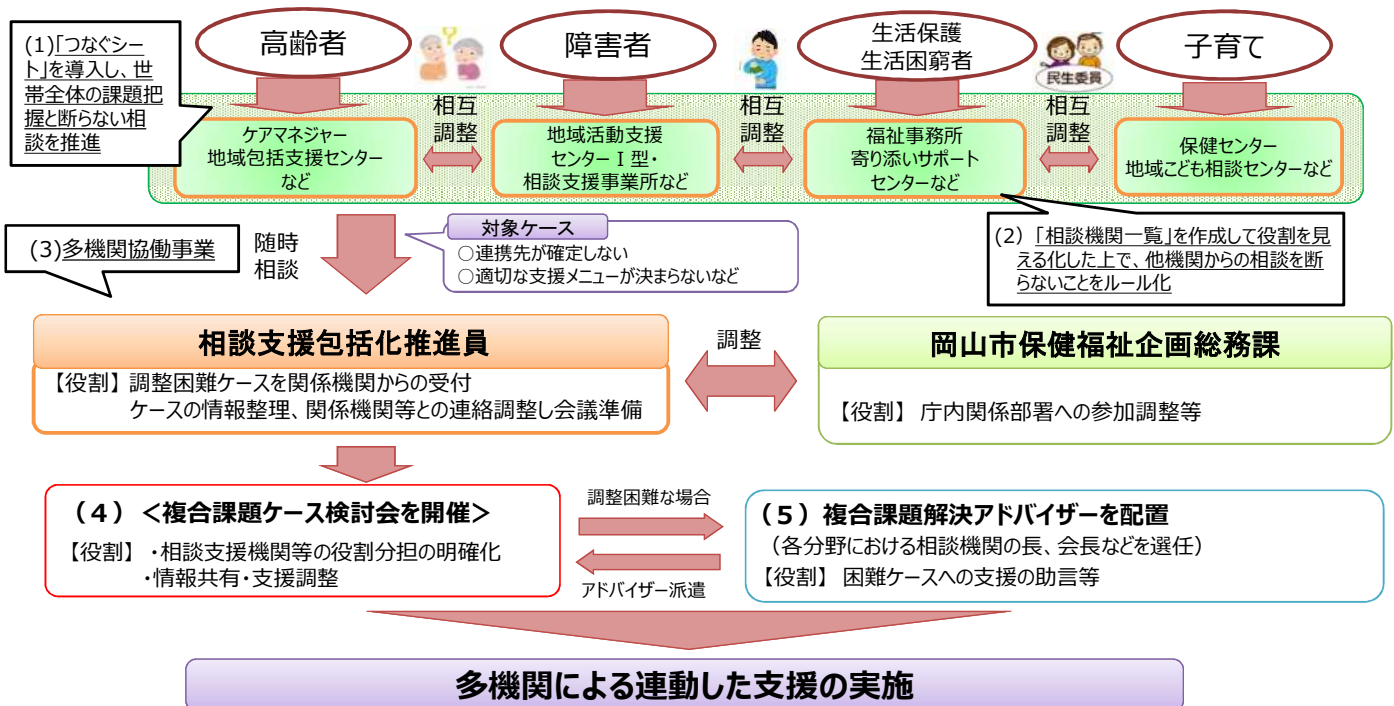 高齢者
障害者
生活保護
生活困窮者
子育て
民生委員
(1)「つなぐシー
ト」を導入し、世
帯全体の課題把
握と断らない相
談を推進
ケアマネジャー
地域包括支援センター
など
相互
調整
地域活動支援
センターⅠ型・
相談支援事業所など
相互
調整
福祉事務所
寄り添いサポート
センターなど
相互
調整
保健センター
地域こども相談センターなど
(3)多機関協働事業
随時
相談
対象ケース
○連携先が確定しない
○適切な支援メニューが決まらないなど
(2) 「相談機関一覧」を作成して役割を見
える化した上で、他機関からの相談を断
らないことをルール化
相談支援包括化推進員
【役割】 調整困難ケースを関係機関からの受付
ケースの情報整理、関係機関等との連絡調整し会議準備
調整
岡山市保健福祉企画総務課
【役割】 庁内関係部署への参加調整等
(4) <複合課題ケース検討会を開催>
【役割】 ・相談支援機関等の役割分担の明確化
・情報共有・支援調整
調整困難な場合
アドバイザー派遣
(5)複合課題解決アドバイザーを配置
(各分野における相談機関の長、会長などを選任)
【役割】 困難ケースへの支援の助言等
多機関による連動した支援の実施